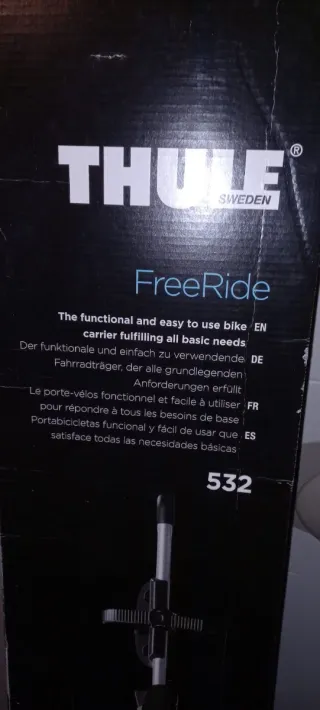 THULE®
SWEDEN
FreeRide
The functional and easy to use bike EN
carrier fulfilling all basic needs
Der funktionale und einfach zu verwendende DE
Fahrradträger, der alle grundlegenden
Anforderungen erfüllt
Le porte-vélos fonctionnel et facile à utiliser FR
pour répondre à tous les besoins de base
Portabicicletas funcional y fácil de usar que ES
satisface todas las necesidades básicas
532